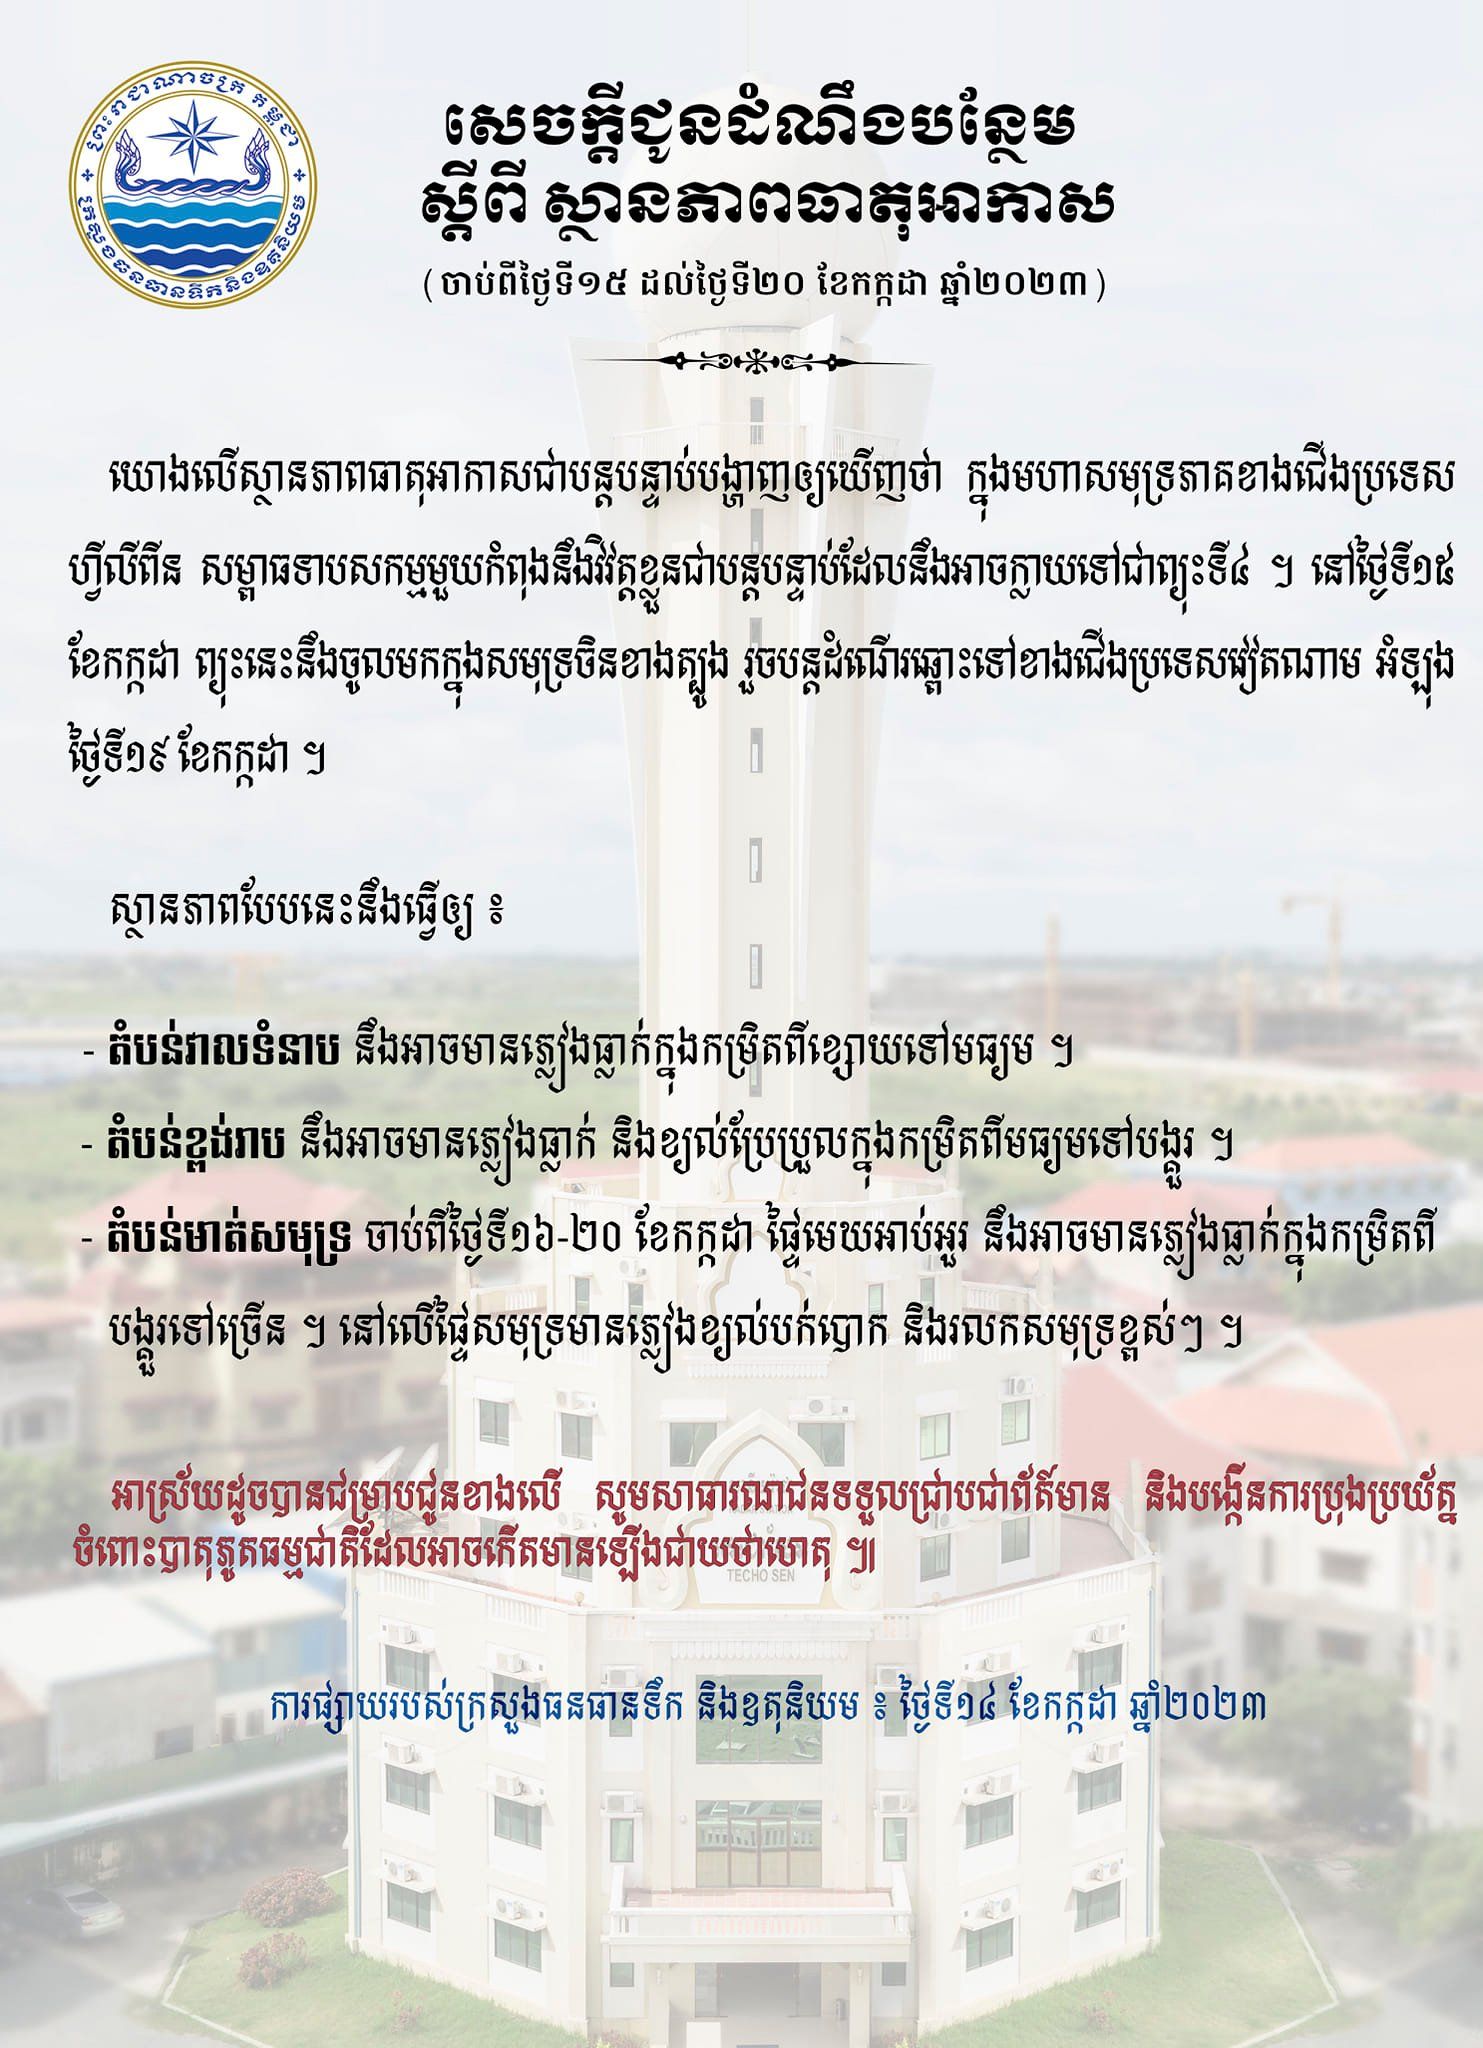 ព្រះរាជាណាចក្រ កម្ពុជា
ក្រសួងធនធានទឹកនិងឧតុនិយម
សេចក្តីជូនដំណឹងបន្ថែម
ស្តីពី ស្ថានភាពធាតុអាកាស
(ចាប់ពីថ្ងៃទី១៥ ដល់ថ្ងៃទី២០ ខែកក្កដា ឆ្នាំ២០២៣)
យោងលើស្ថានភាពធាតុអាកាសជាបន្តបន្ទាប់បង្ហាញឲ្យឃើញថា ក្នុងមហាសមុទ្រភាគខាងជើងប្រទេស
ហ្វីលីពីន សម្ពាធទាបសកម្មមួយកំពុងនឹងវិវត្តខ្លួនជាបន្តបន្ទាប់ដែលនឹងអាចក្លាយទៅជាព្យុះទី៤ ។ នៅថ្ងៃទី១៥
ខែកក្កដា ព្យុះនេះនឹងចូលមកក្នុងសមុទ្រចិនខាងត្បូង រួចបន្តដំណើរឆ្ពោះទៅខាងជើងប្រទេសវៀតណាម អំឡុង
ថ្ងៃទី១៩ ខែកក្កដា ។
ស្ថានភាពបែបនេះនឹងធ្វើឲ្យ ៖
- តំបន់វាលទំនាប នឹងអាចមានភ្លៀងធ្លាក់ក្នុងកម្រិតពីខ្សោយទៅមធ្យម ។
- តំបន់ខ្ពង់រាប នឹងអាចមានភ្លៀងធ្លាក់ និងខ្យល់ប្រែប្រួលក្នុងកម្រិតពីមធ្យមទៅបង្គួរ ។
- តំបន់មាត់សមុទ្រ ចាប់ពីថ្ងៃទី១៦-២០ ខែកក្កដា ផ្ទៃមេឃអាប់អួរ នឹងអាចមានភ្លៀងធ្លាក់ក្នុងកម្រិតពី
បង្គួរទៅច្រើន ។ នៅលើផ្ទៃសមុទ្រមានភ្លៀងខ្យល់បក់បោក និងរលកសមុទ្រខ្ពស់ៗ ។
អាស្រ័យដូចបានជម្រាបជូនខាងលើ សូមសាធារណជនទទួលជ្រាបជាព័ត៌មាន និងបង្កើនការប្រុងប្រយ័ត្ន
ចំពោះបាតុភូតធម្មជាតិដែលអាចកើតមានឡើងជាយថាហេតុ ៕
TECHO SEN
ការផ្សាយរបស់ក្រសួងធនធានទឹក និងឧតុនិយម ៖ ថ្ងៃទី១៤ ខែកក្កដា ឆ្នាំ២០២៣